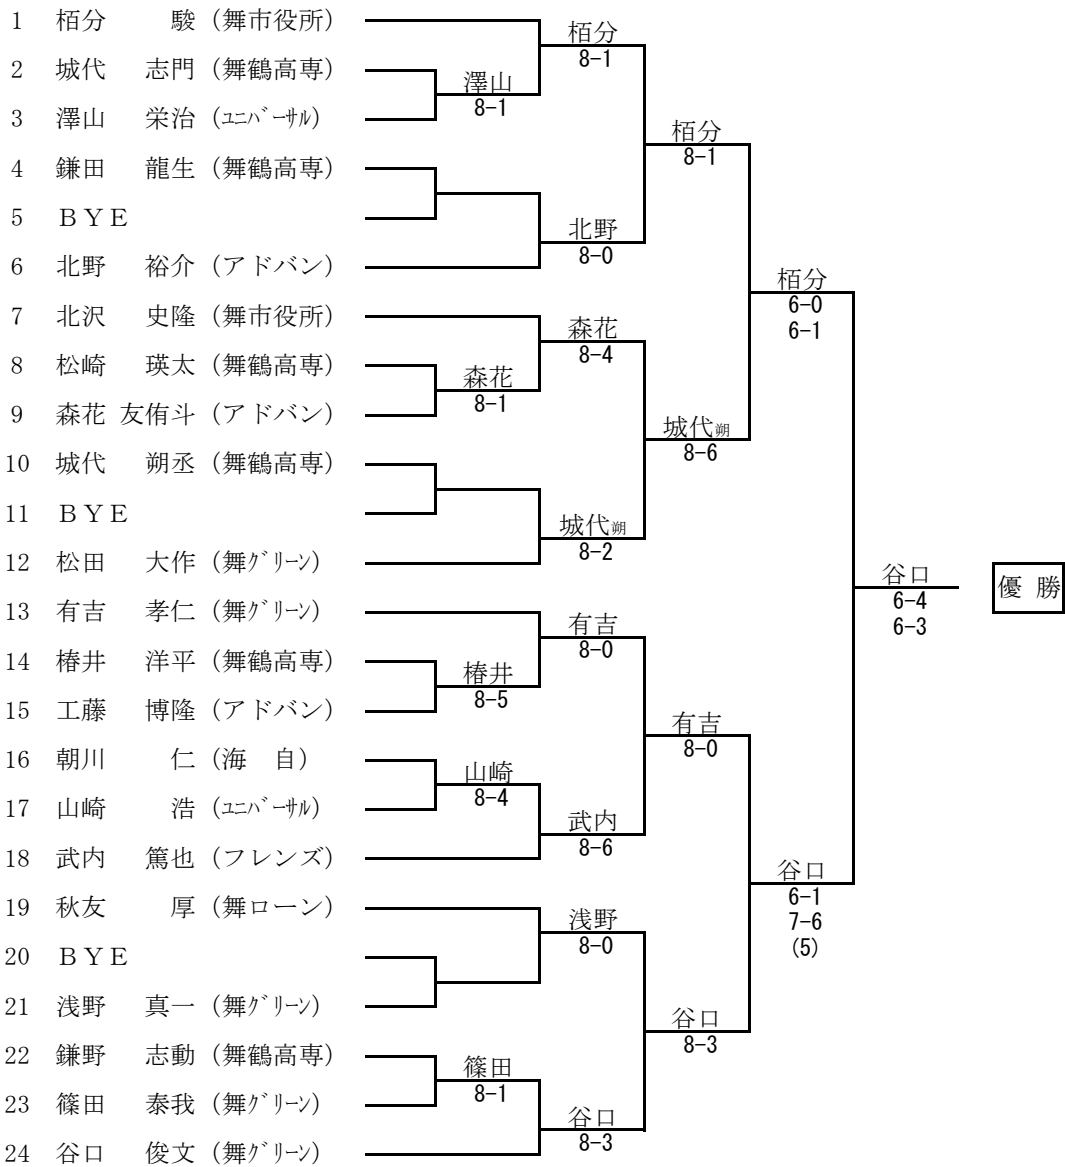 1 栢分 駿 (舞市役所)
2 城代 志門 (舞鶴高専)
3 澤山 栄治 (ﾕﾆﾊﾞｰｻﾙ)
4 鎌田 龍生 (舞鶴高専)
5 ＢＹＥ
6 北野 裕介 (アドバン)
7 北沢 史隆 (舞市役所)
8 松崎 瑛太 (舞鶴高専)
9 森花 友侑斗 (アドバン)
10 城代 朔丞 (舞鶴高専)
11 ＢＹＥ
12 松田 大作 (舞ｸﾞﾘｰﾝ)
13 有吉 孝仁 (舞ｸﾞﾘｰﾝ)
14 椿井 洋平 (舞鶴高専)
15 工藤 博隆 (アドバン)
16 朝川 仁 (海 自)
17 山崎 浩 (ﾕﾆﾊﾞｰｻﾙ)
18 武内 篤也 (フレンズ)
19 秋友 厚 (舞ローン)
20 ＢＹＥ
21 浅野 真一 (舞ｸﾞﾘｰﾝ)
22 鎌野 志動 (舞鶴高専)
23 篠田 泰我 (舞ｸﾞﾘｰﾝ)
24 谷口 俊文 (舞ｸﾞﾘｰﾝ)
澤山
8-1
森花
8-1
椿井
8-5
山崎
8-4
篠田
8-1
栢分
8-1
北野
8-0
森花
8-4
城代朔
8-2
有吉
8-0
武内
8-6
浅野
8-0
谷口
8-3
栢分
8-1
城代朔
8-6
有吉
8-0
谷口
8-3
栢分
6-0
6-1
谷口
6-1
7-6
(5)
谷口
6-4
6-3
優 勝